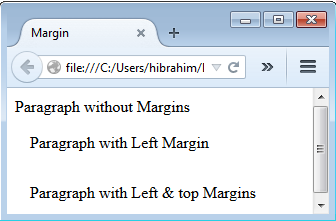 Margin
file:///C:/Users/hibrahim/
Paragraph without Margins
Paragraph with Left Margin
Paragraph with Left & top Margins